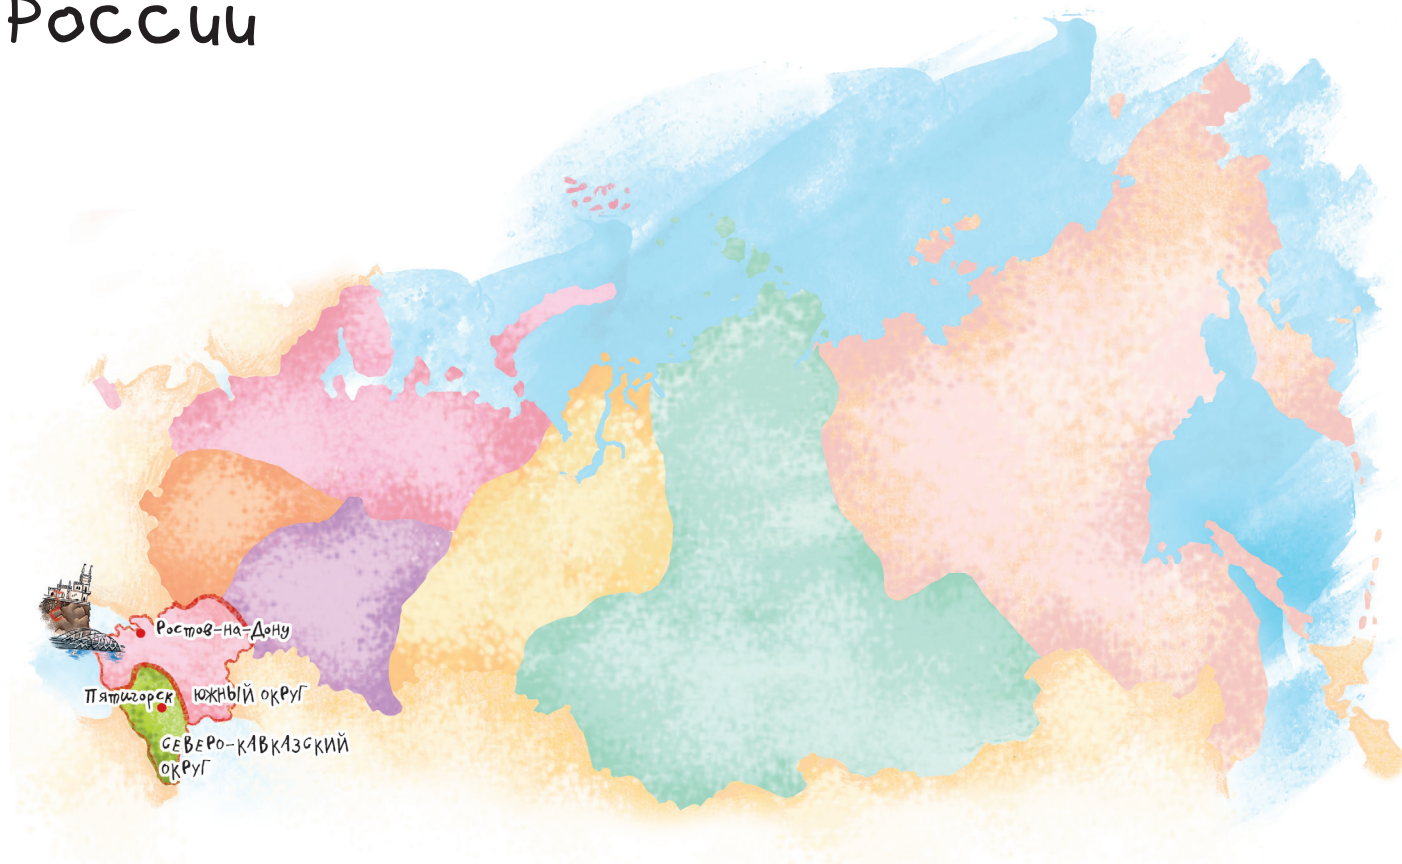 России
Ростов-на-Дону
Пятигорск
ЮЖНЫЙ ОКРУГ
СЕВЕРО-КАВКАЗСКИЙ
ОКРУГ